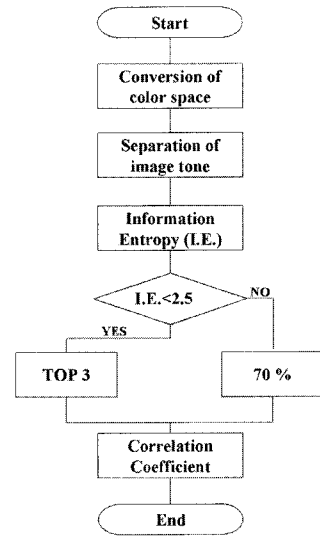 Start
Conversion of
color space
Separation of
image tone
Information
Entropy (I.E.)
I.E.<2.5
NO
YES
TOP 3
70 %
Correlation
Coefficient
End